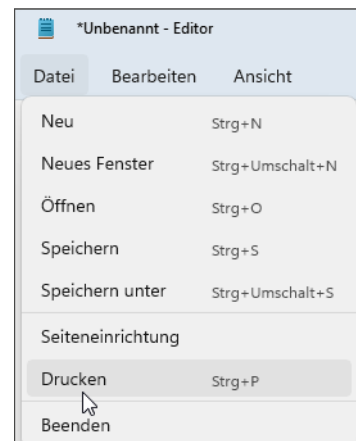 *Unbenannt - Editor
Datei Bearbeiten Ansicht
Neu Strg+N
Neues Fenster Strg+Umschalt+N
Öffnen Strg+O
Speichern Strg+S
Speichern unter Strg+Umschalt+S
Seiteneinrichtung
Drucken Strg+P
Beenden